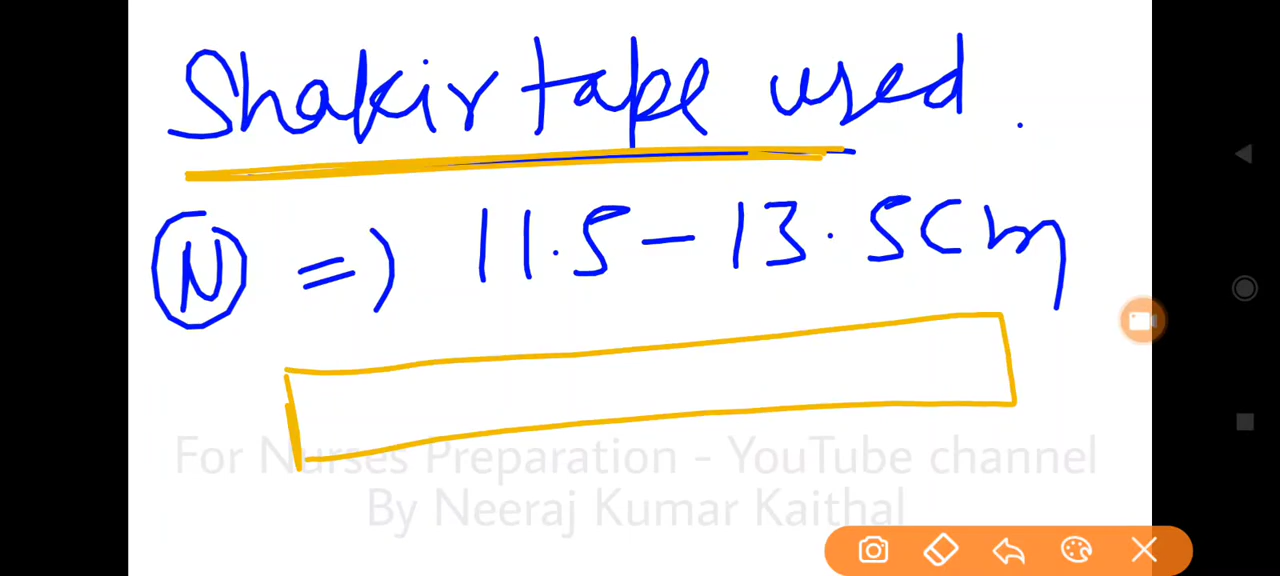 Shakir tape used.
N => 11.5 - 13.5 cm
For Nurses Preparation - YouTube channel
By Neeraj Kumar Kaithal